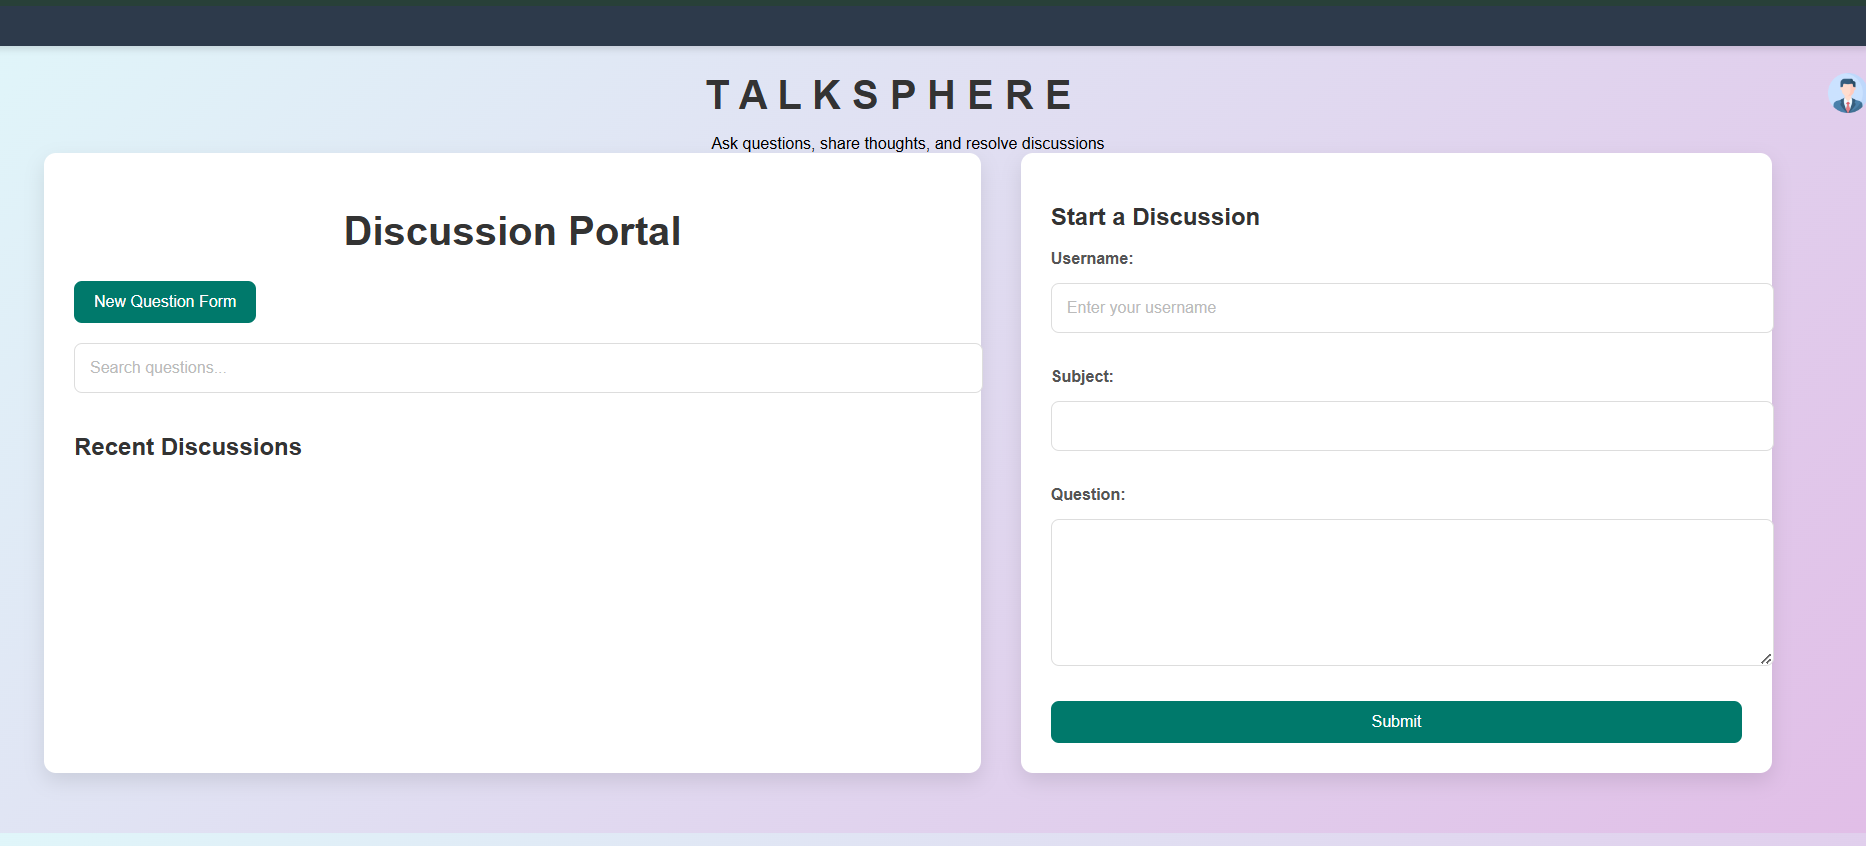 TALKSPHERE
Ask questions, share thoughts, and resolve discussions
Discussion Portal
New Question Form
Search questions...
Recent Discussions
Start a Discussion
Username:
Enter your username
Subject:
Question:
Submit